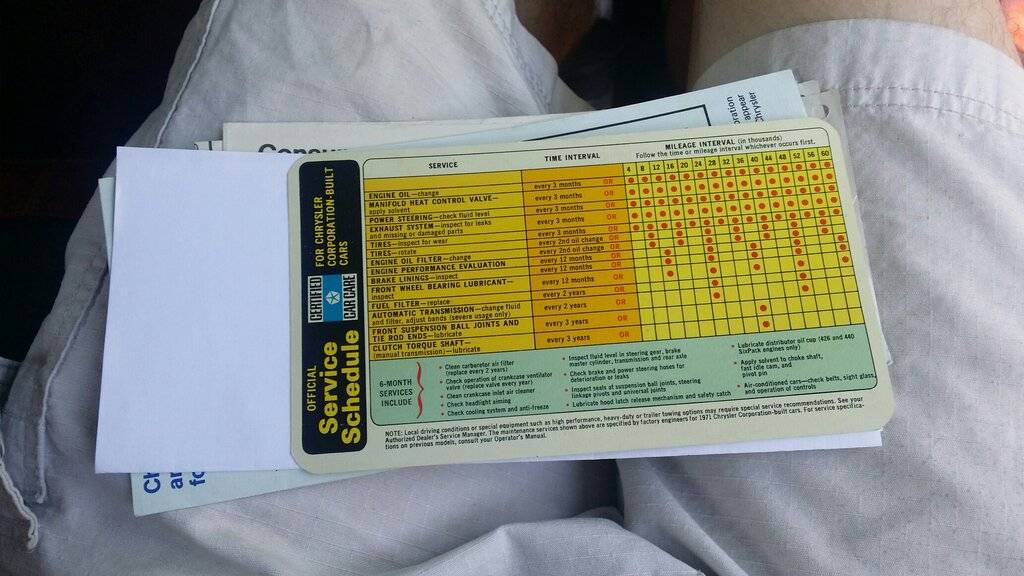 Chrysler
appear
oration
Consum
OFFICIAL
Service
Schedule
CERTIFIED
CAR CARE
FOR CHRYSLER
CORPORATION-BUILT
CARS
SERVICE
TIME INTERVAL
MILEAGE INTERVAL (in thousands)
Follow the time or mileage interval whichever occurs first.
4 8 12 16 20 24 28 32 36 40 44 48 52 56 60
ENGINE OIL—change
every 3 months OR
MANIFOLD HEAT CONTROL VALVE—
apply solvent
every 3 months OR
POWER STEERING—check fluid level
every 3 months OR
EXHAUST SYSTEM—inspect for leaks
and missing or damaged parts
every 3 months OR
TIRES—inspect for wear
every 3 months OR
TIRES—rotate
every 2nd oil change OR
ENGINE OIL FILTER—change
every 2nd oil change OR
ENGINE PERFORMANCE EVALUATION
every 12 months OR
BRAKE LININGS—inspect
every 12 months OR
FRONT WHEEL BEARING LUBRICANT—
inspect
every 12 months OR
FUEL FILTER—replace
every 2 years OR
AUTOMATIC TRANSMISSION—change fluid
and filter, adjust bands (severe usage only)
every 2 years OR
FRONT SUSPENSION BALL JOINTS AND
TIE ROD ENDS—lubricate
every 3 years OR
CLUTCH TORQUE SHAFT—
(manual transmission)—lubricate
every 3 years OR
6-MONTH
SERVICES
INCLUDE
• Clean carburetor air filter
(replace every 2 years)
• Check operation of crankcase ventilator
valve (replace valve every year)
• Clean crankcase inlet air cleaner
• Check headlight aiming
• Check cooling system and anti-freeze
• Inspect fluid level in steering gear, brake
master cylinder, transmission and rear axle
• Check brake and power steering hoses for
deterioration or leaks
• Inspect seals at suspension ball joints, steering
linkage pivots and universal joints
• Lubricate hood latch release mechanism and safety catch
• Lubricate distributor oil cup (426 and 440
SixPack engines only)
• Apply solvent to choke shaft,
fast idle cam, and
pivot pin
• Air-conditioned cars—check belts, sight glass,
and operation of controls
NOTE: Local driving conditions or special equipment such as high performance, heavy-duty or trailer towing options may require special service recommendations. See your
Authorized Dealer's Service Manager. The maintenance services shown above are specified by factory engineers for 1971 Chrysler Corporation-built cars. For service specifica-
tions on previous models, consult your Operator's Manual.
Ch
an
fo